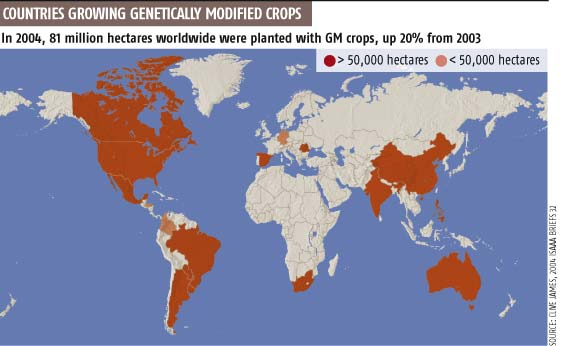 COUNTRIES GROWING GENETICALLY MODIFIED CROPS
In 2004, 81 million hectares worldwide were planted with GM crops, up 20% from 2003
> 50,000 hectares < 50,000 hectares
SOURCE: CLIVE JAMES, 2004 ISAAA BRIEFS 32